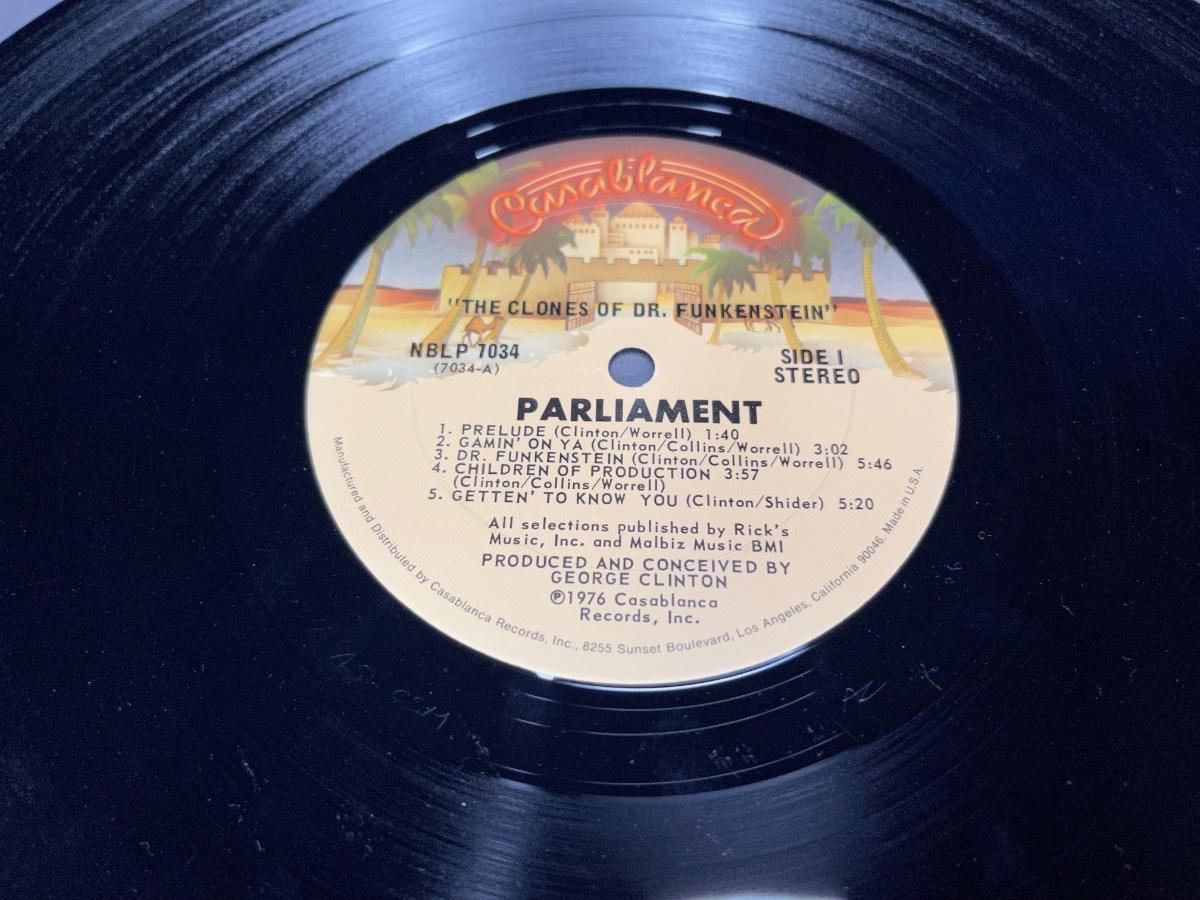 Casablanca
"THE CLONES OF DR. FUNKENSTEIN"
NBLP 7034
(7034-A)
SIDE 1
STEREO
PARLIAMENT
1. PRELUDE (Clinton/Worrell) 1:40
2. GAMIN' ON YA (Clinton/Collins/Worrell) 3:02
3. DR. FUNKENSTEIN (Clinton/Collins/Worrell) 5:46
4. CHILDREN OF PRODUCTION 3:57
(Clinton/Collins/Worrell)
5. GETTEN' TO KNOW YOU (Clinton/Shider) 5:20
All selections published by Rick's
Music, Inc. and Malbiz Music BMI
PRODUCED AND CONCEIVED BY
GEORGE CLINTON
℗1976 Casablanca
Records, Inc.
Manufactured and Distributed by Casablanca Records, Inc., 8255 Sunset Boulevard, Los Angeles, California 90046. Made in U.S.A.